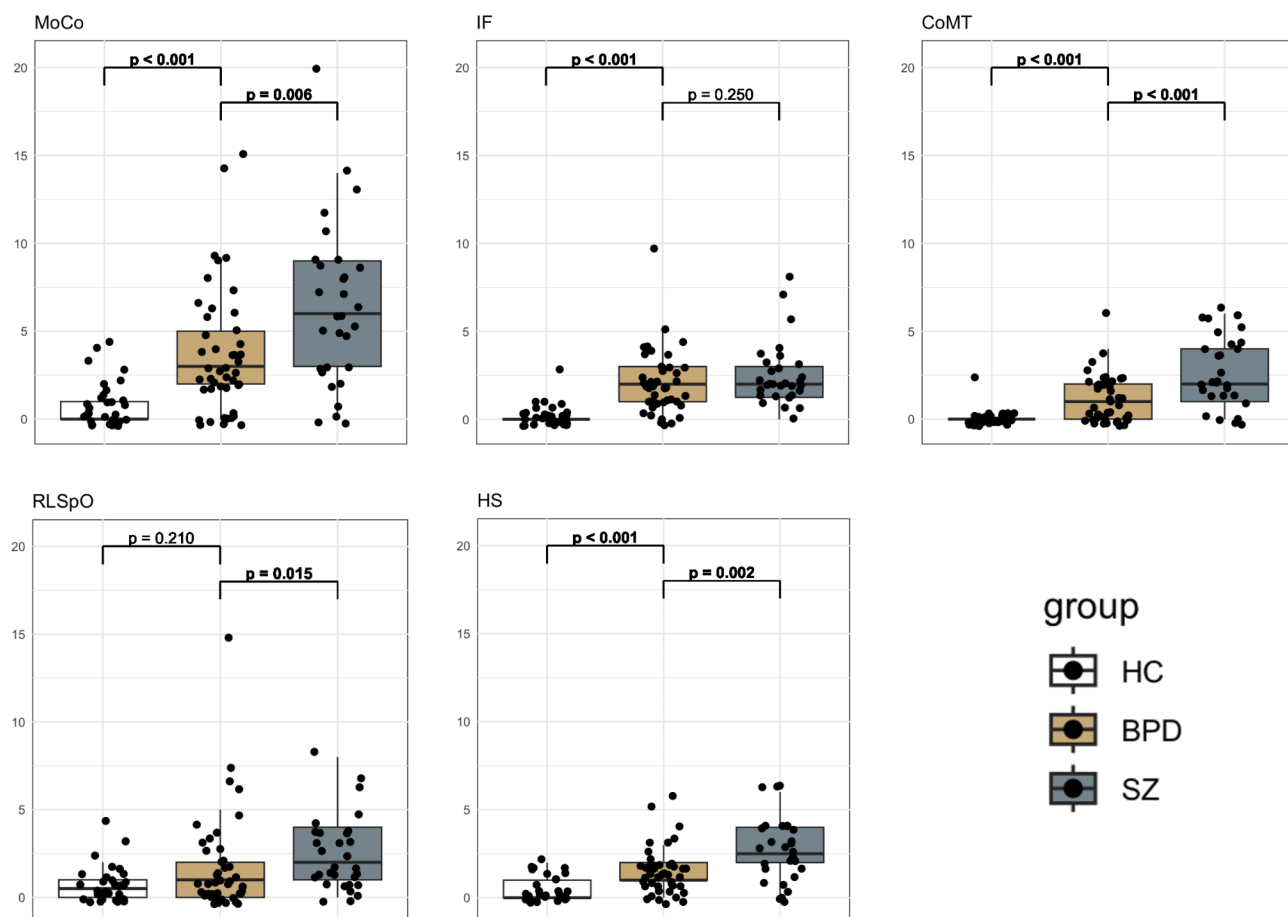 MoCo
IF
CoMT
20
15
10
5
0
p < 0.001
p = 0.006
20
15
10
5
0
p < 0.001
p = 0.250
20
15
10
5
0
p < 0.001
p < 0.001
RLSpO
HS
20
15
10
5
0
p = 0.210
p = 0.015
20
15
10
5
0
p < 0.001
p = 0.002
group
HC
BPD
SZ